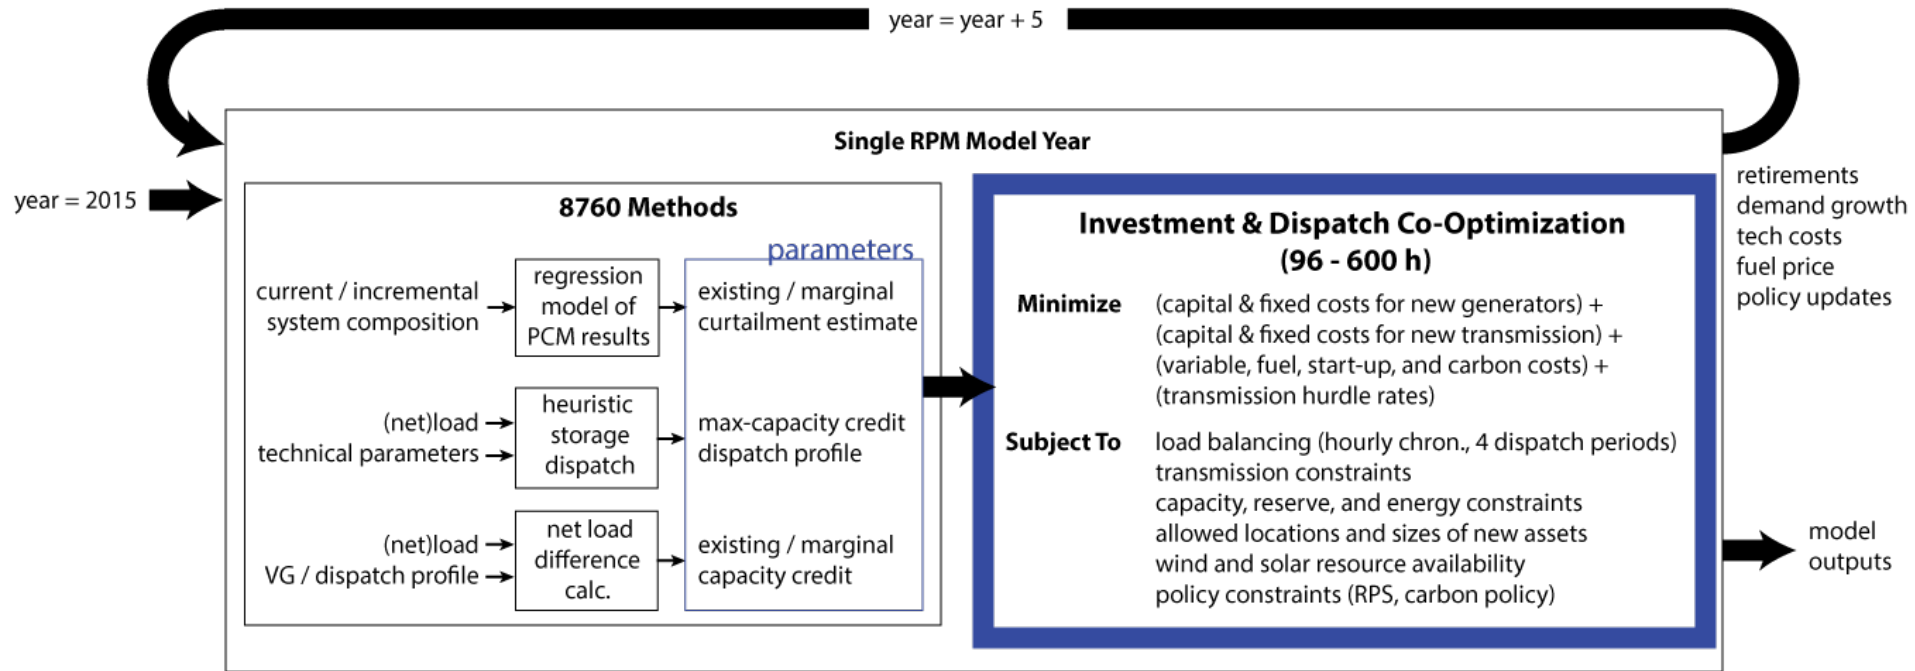 year = year + 5
Single RPM Model Year
year = 2015
8760 Methods
parameters
current / incremental
system composition
regression
model of
PCM results
existing / marginal
curtailment estimate
(net)load
technical parameters
heuristic
storage
dispatch
max-capacity credit
dispatch profile
(net)load
VG / dispatch profile
net load
difference
calc.
existing / marginal
capacity credit
Investment & Dispatch Co-Optimization
(96 - 600 h)
Minimize (capital & fixed costs for new generators) +
(capital & fixed costs for new transmission) +
(variable, fuel, start-up, and carbon costs) +
(transmission hurdle rates)
Subject To load balancing (hourly chron., 4 dispatch periods)
transmission constraints
capacity, reserve, and energy constraints
allowed locations and sizes of new assets
wind and solar resource availability
policy constraints (RPS, carbon policy)
retirements
demand growth
tech costs
fuel price
policy updates
model
outputs